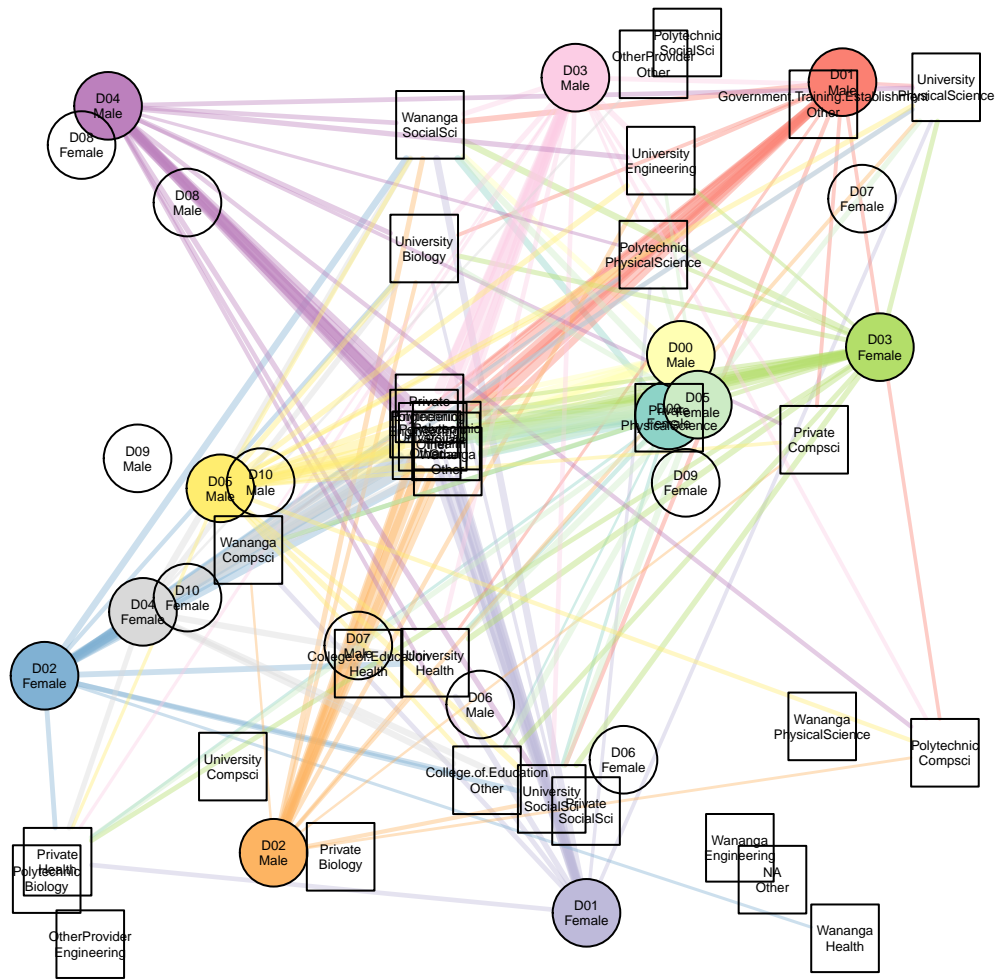 Polytechnic
SocialSci
OtherProvider
Other
D03
Male
D01
Male
University
PhysicalScience
Government.Training.Establishment
Other
D04
Male
D08
Female
Wananga
SocialSci
University
Engineering
D08
Male
D07
Female
University
Biology
Polytechnic
PhysicalScience
D00
Male
D03
Female
D05
Female
Private
Private
Compsci
Wananga
Other
D09
Male
D09
Female
D05
Male
D10
Male
Wananga
Compsci
D10
Female
D04
Female
D02
Female
D07
Male
College.of.Education
Health
University
Health
D06
Male
Wananga
PhysicalScience
Polytechnic
Compsci
University
Compsci
D06
Female
College.of.Education
Other
University
SocialSci
Private
SocialSci
D02
Male
Private
Biology
Private
Health
Polytechnic
Biology
Wananga
Engineering
NA
Other
D01
Female
OtherProvider
Engineering
Wananga
Health